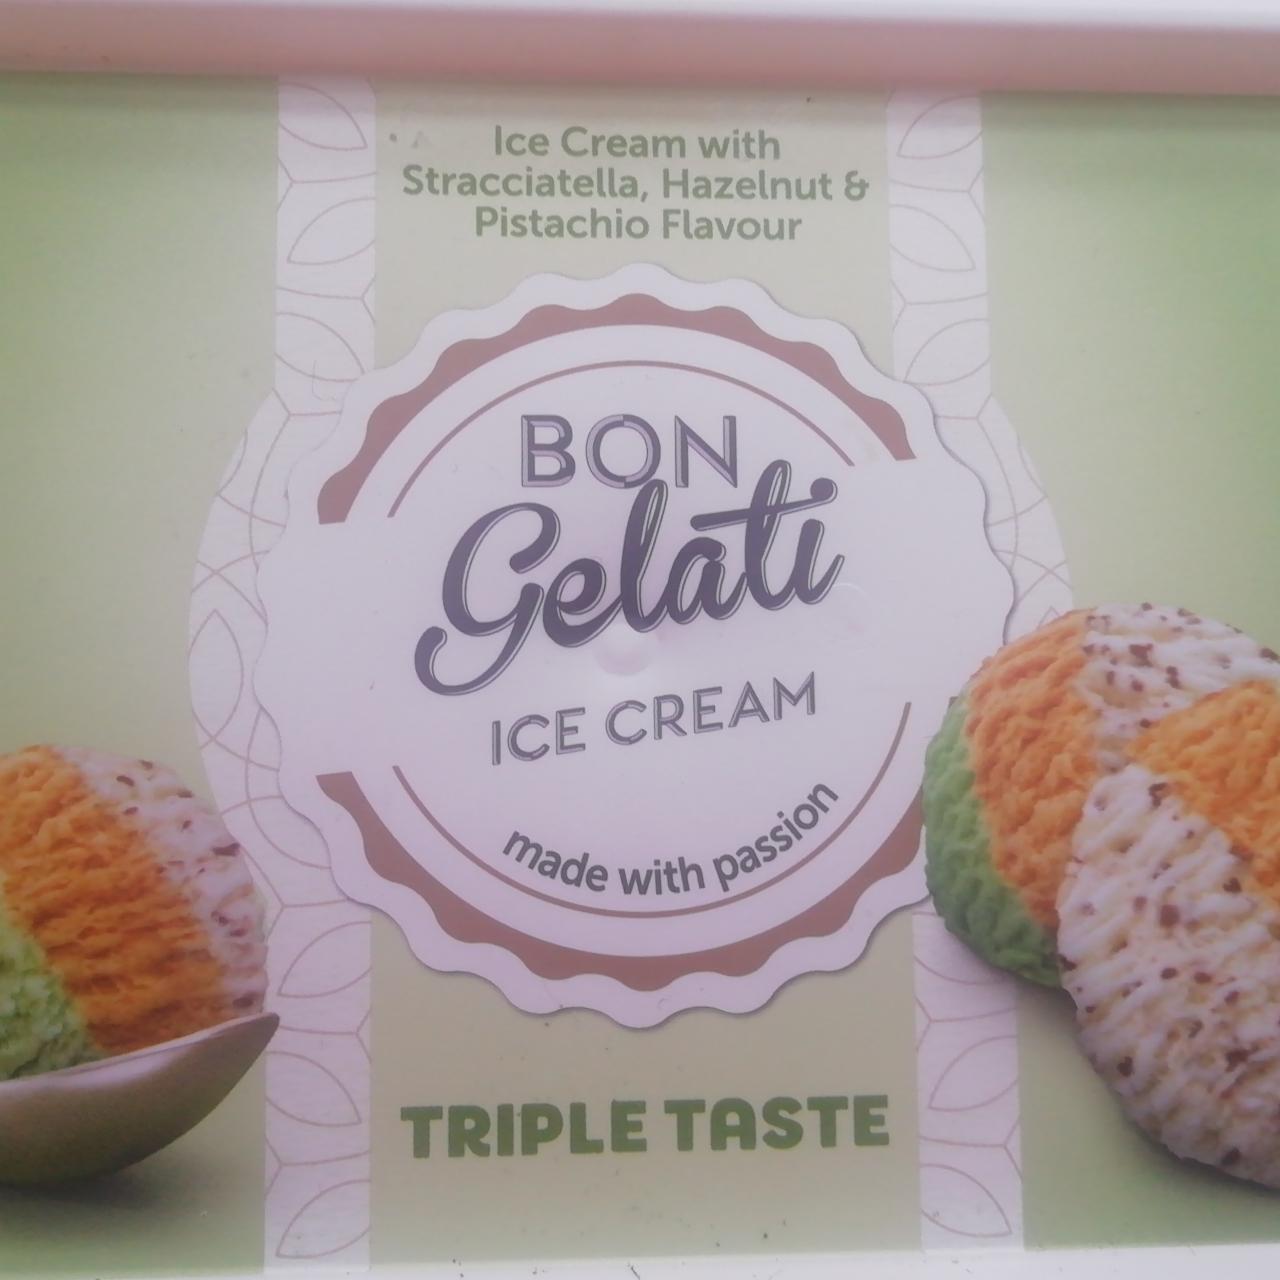 Ice Cream with
Stracciatella, Hazelnut &
Pistachio Flavour
BON
Gelati
ICE CREAM
made with passion
TRIPLE TASTE